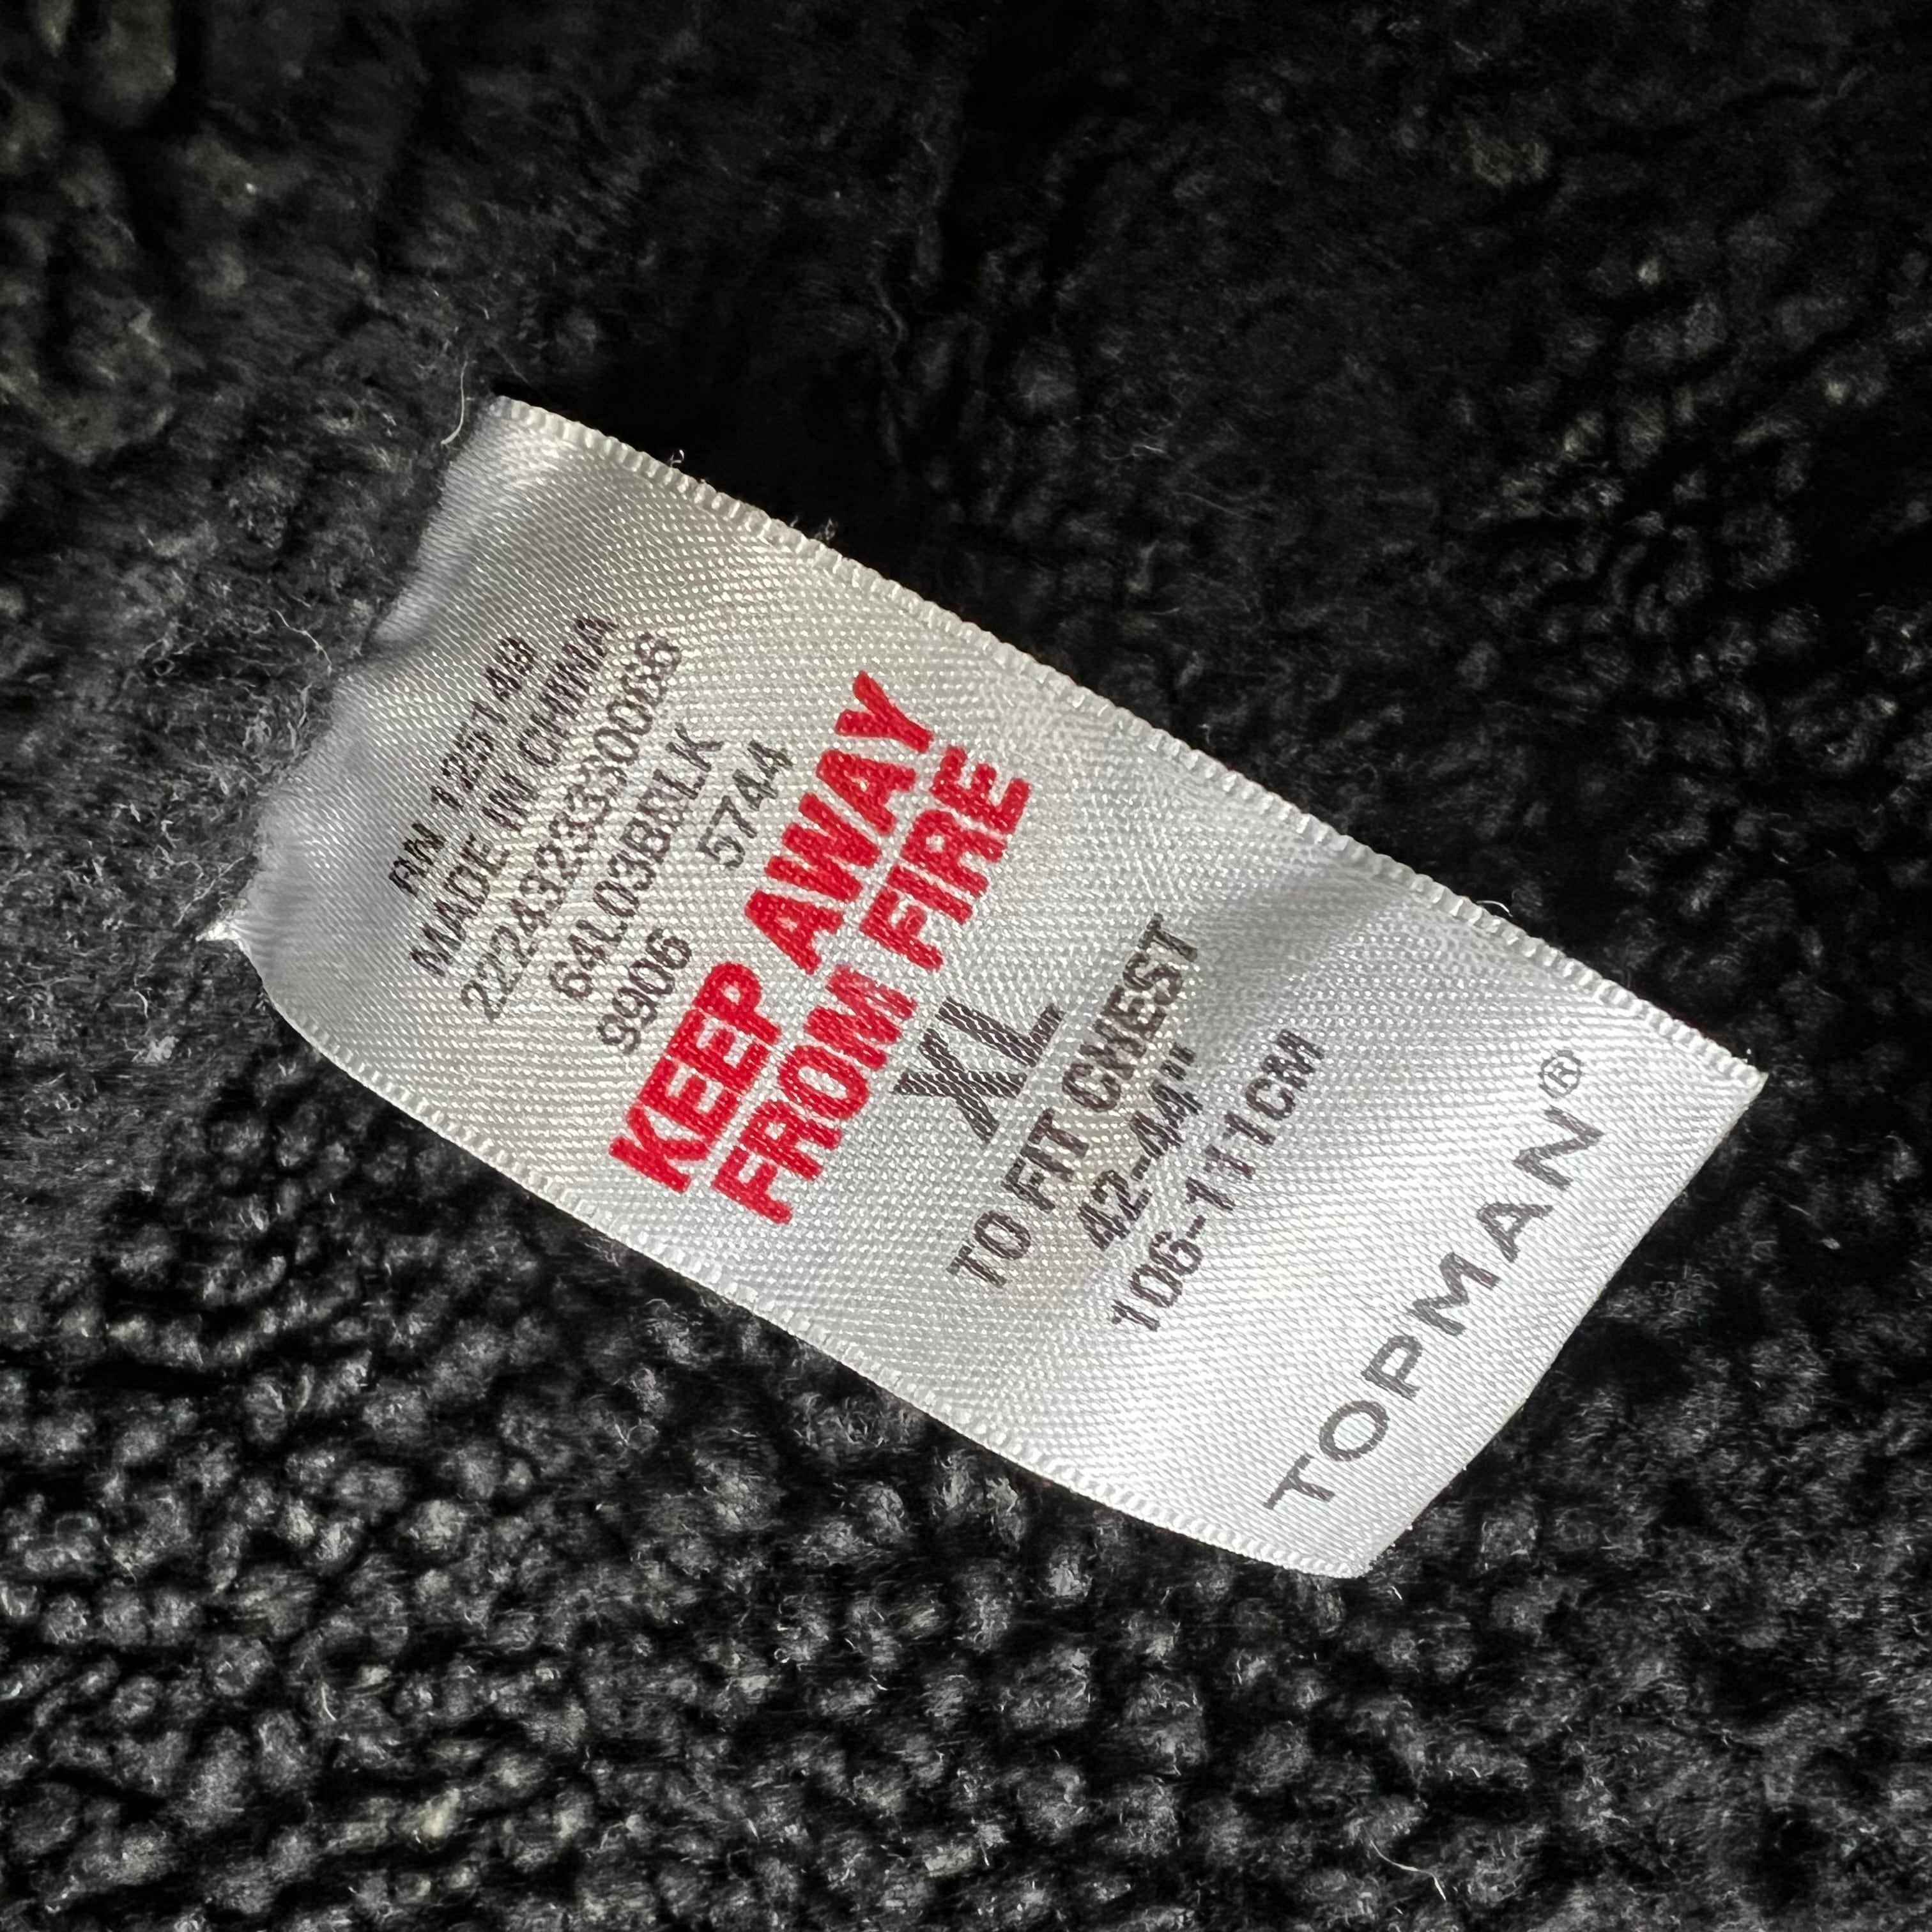 RN 125149
MADE IN CHINA
2224323330086
64L03BBLK
9906 5744
KEEP AWAY
FROM FIRE
XL
TO FIT CHEST
42-44"
106-111CM
TOPMAN®